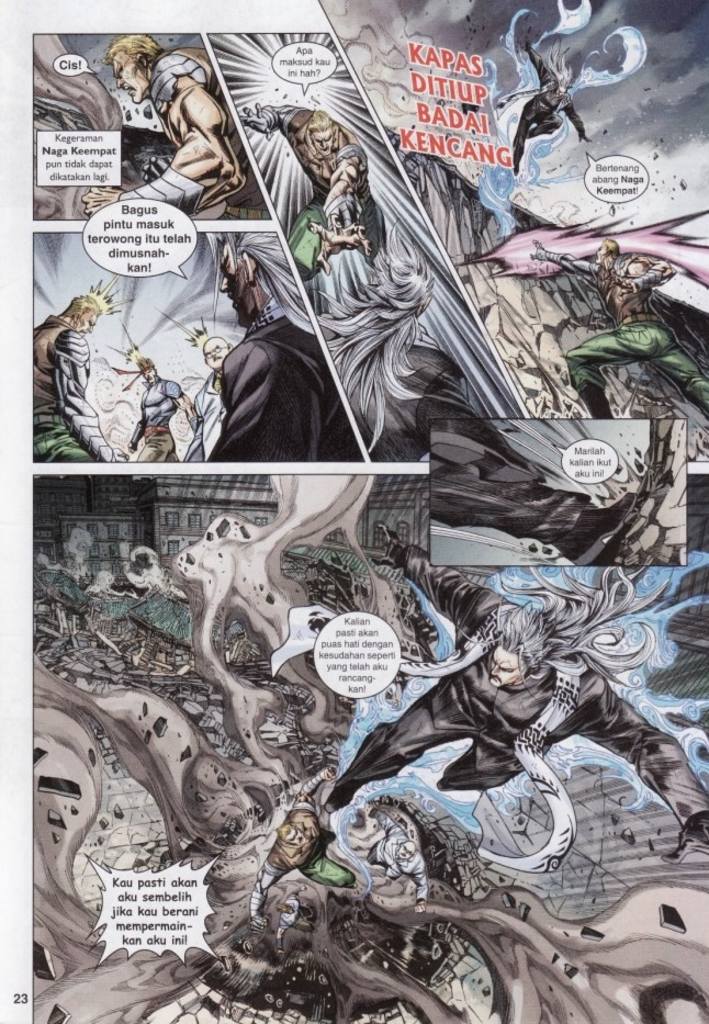 Cis!
Kegeraman
Naga Keempat
pun tidak dapat
dikatakan lagi.
Apa
maksud kau
ini hah?
KAPAS
DITIUP
BADAI
KENCANG
Bertenang
abang Naga
Keempat!
Bagus
pintu masuk
terowong itu telah
dimusnah-
kan!
Marilah
kalian ikut
aku ini!
Kalian
pasti akan
puas hati dengan
kesudahan seperti
yang telah aku
rancang-
kan!
Kau pasti akan
aku sembelih
jika kau berani
mempermain-
kan aku ini!
23